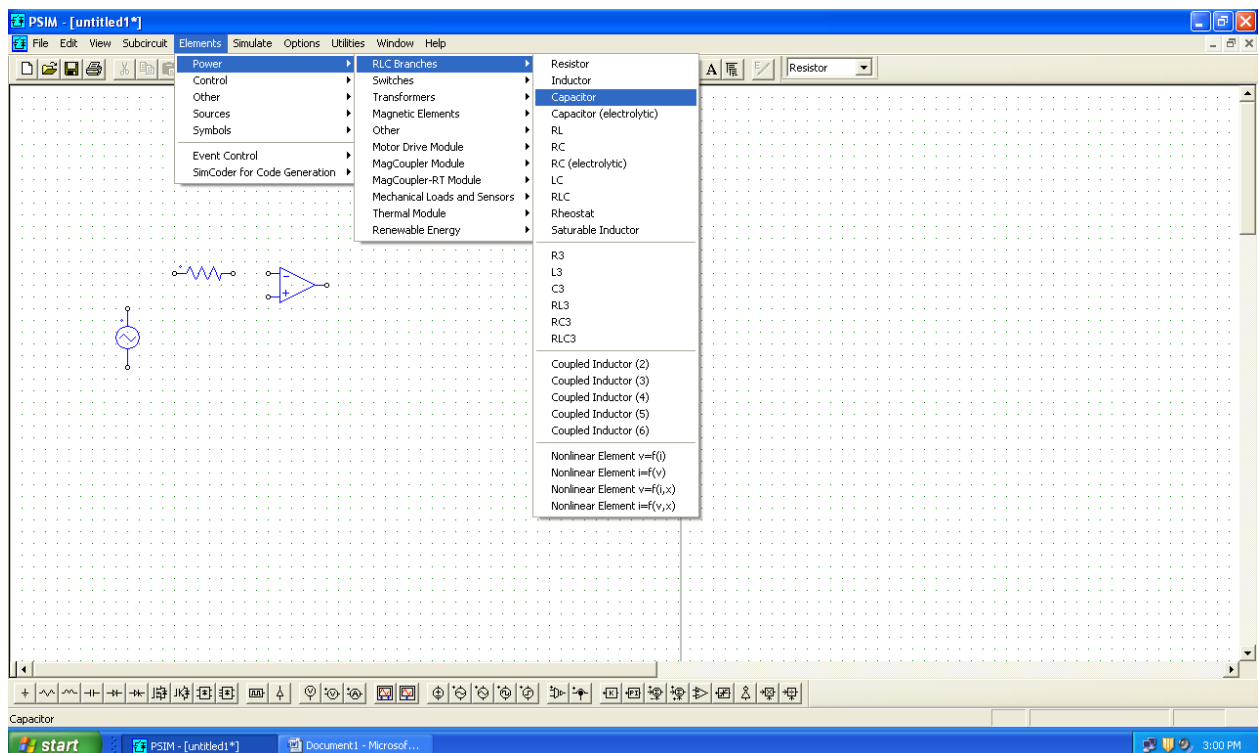 PSIM - [untitled1*]
File Edit View Subcircuit Elements Simulate Options Utilities Window Help
A Resistor
Power
Control
Other
Sources
Symbols
Event Control
SimCoder for Code Generation
RLC Branches
Switches
Transformers
Magnetic Elements
Other
Motor Drive Module
MagCoupler Module
MagCoupler-RT Module
Mechanical Loads and Sensors
Thermal Module
Renewable Energy
Resistor
Inductor
Capacitor
Capacitor (electrolytic)
RL
RC
RC (electrolytic)
LC
RLC
Rheostat
Saturable Inductor
R3
L3
C3
RL3
RC3
RLC3
Coupled Inductor (2)
Coupled Inductor (3)
Coupled Inductor (4)
Coupled Inductor (5)
Coupled Inductor (6)
Nonlinear Element v=f(i)
Nonlinear Element i=f(v)
Nonlinear Element v=f(i,x)
Nonlinear Element i=f(v,x)
Capacitor
start PSIM - [untitled1*] Document1 - Microsof... 3:00 PM